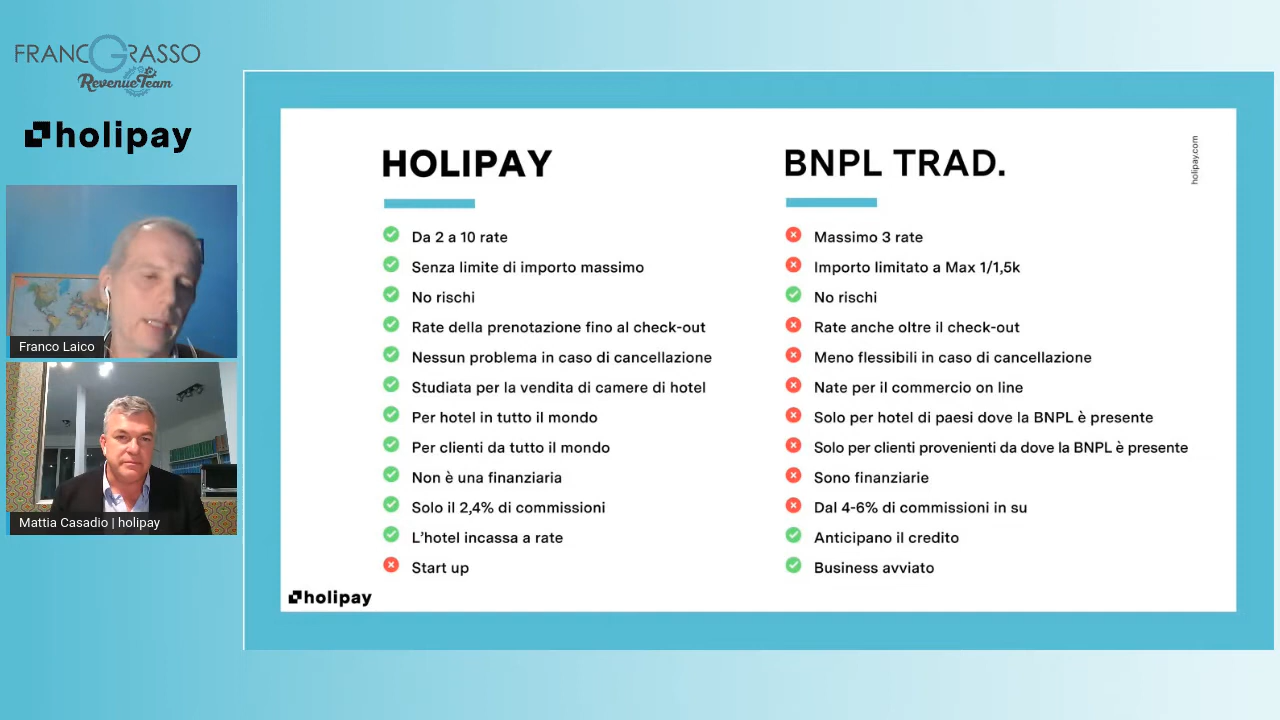 FRANCO GRASSO
RevenueTeam
holipay
Franco Laico
Mattia Casadio | holipay
HOLIPAY
Da 2 a 10 rate
Senza limite di importo massimo
No rischi
Rate della prenotazione fino al check-out
Nessun problema in caso di cancellazione
Studiata per la vendita di camere di hotel
Per hotel in tutto il mondo
Per clienti da tutto il mondo
Non è una finanziaria
Solo il 2,4% di commissioni
L'hotel incassa a rate
Start up
BNPL TRAD.
Massimo 3 rate
Importo limitato a Max 1/1,5k
No rischi
Rate anche oltre il check-out
Meno flessibili in caso di cancellazione
Nate per il commercio on line
Solo per hotel di paesi dove la BNPL è presente
Solo per clienti provenienti da dove la BNPL è presente
Sono finanziarie
Dal 4-6% di commissioni in su
Anticipano il credito
Business avviato
holipay.com
holipay